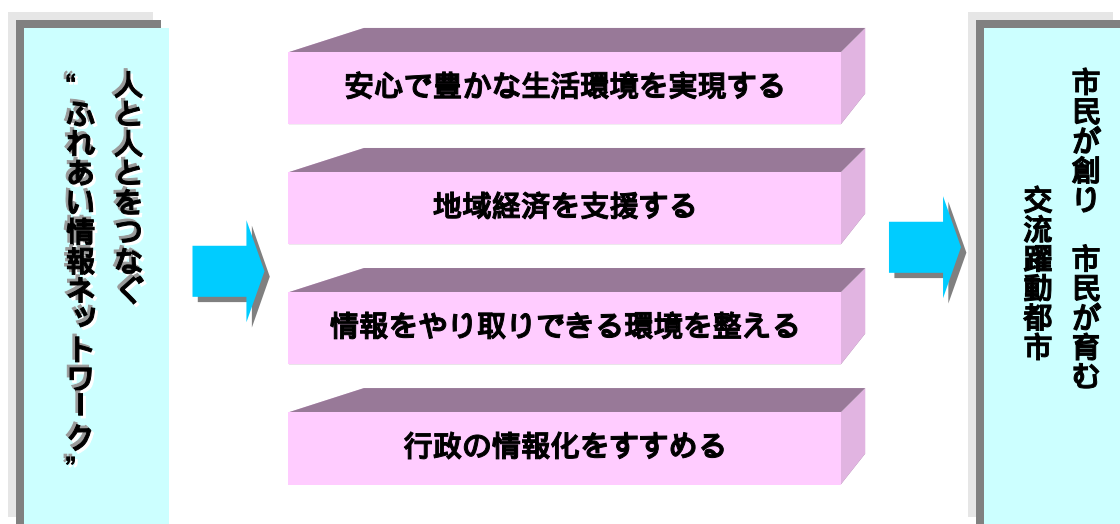 人と人とをつなぐ
“ふれあい情報ネットワーク”
安心で豊かな生活環境を実現する
地域経済を支援する
情報をやり取りできる環境を整える
行政の情報化をすすめる
市民が創り　市民が育む
交流躍動都市